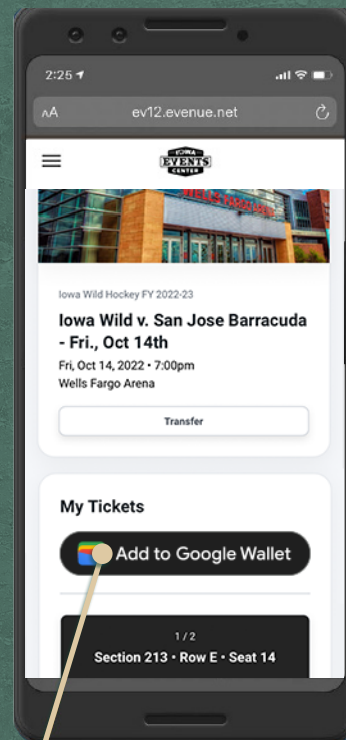 2:25
AA ev12.evenue.net
IOWA
EVENTS
CENTER
WELLS FARGO ARENA
Iowa Wild Hockey FY 2022-23
Iowa Wild v. San Jose Barracuda
- Fri., Oct 14th
Fri, Oct 14, 2022 • 7:00pm
Wells Fargo Arena
Transfer
My Tickets
Add to Google Wallet
1 / 2
Section 213 • Row E • Seat 14